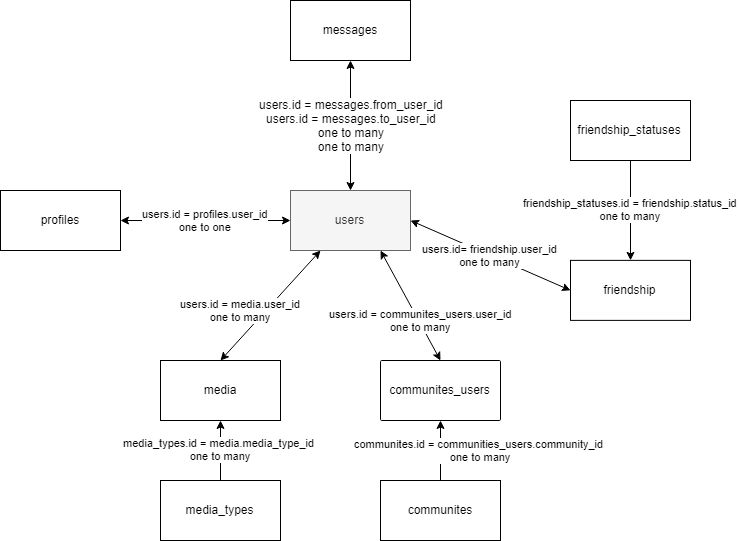 messages
users.id = messages.from_user_id
users.id = messages.to_user_id
one to many
one to many
friendship_statuses
friendship_statuses.id = friendship.status_id
one to many
profiles
users.id = profiles.user_id
one to one
users
users.id= friendship.user_id
one to many
friendship
users.id = media.user_id
one to many
users.id = communites_users.user_id
one to many
media
communites_users
media_types.id = media.media_type_id
one to many
communites.id = communities_users.community_id
one to many
media_types
communites